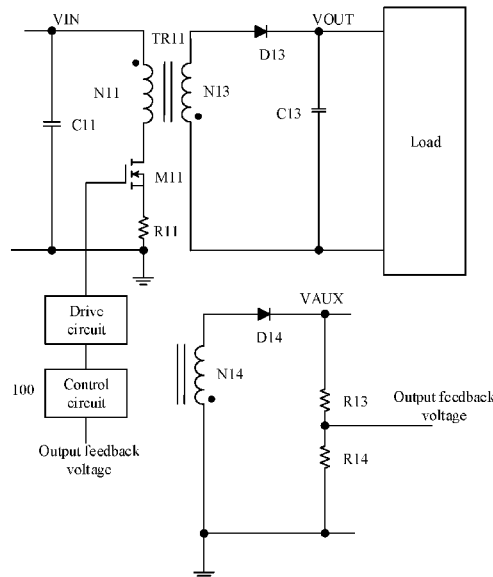 VIN
TR11
VOUT
D13
N11
N13
C11
C13
Load
M11
R11
VAUX
Drive
circuit
D14
N14
100
Control
circuit
R13
Output feedback
voltage
Output feedback
voltage
R14